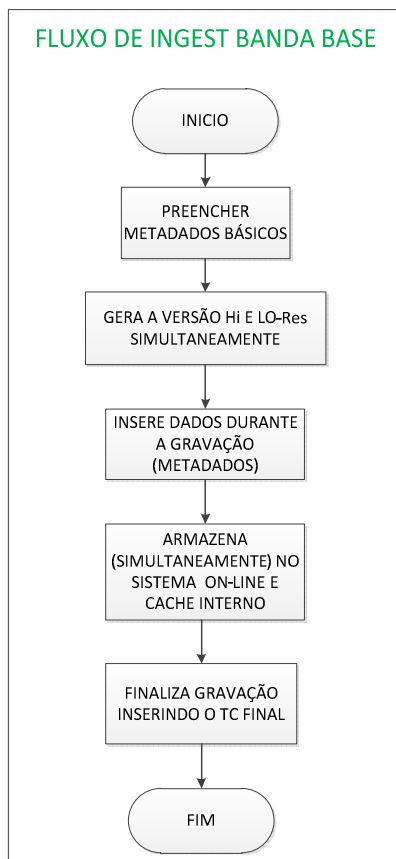 FLUXO DE INGEST BANDA BASE
INICIO
PREENCHER
METADADOS BÁSICOS
GERA A VERSÃO Hi E LO-Res
SIMULTANEAMENTE
INSERE DADOS DURANTE
A GRAVAÇÃO
(METADADOS)
ARMAZENA
(SIMULTANEAMENTE) NO
SISTEMA ON-LINE E
CACHE INTERNO
FINALIZA GRAVAÇÃO
INSERINDO O TC FINAL
FIM